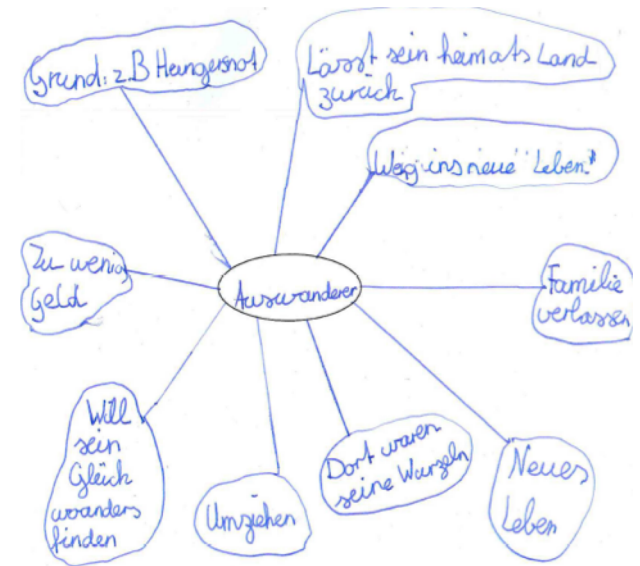 Grund: z.B Hungersnot
Lässt sein heimats Land
zurück
Weg ins neue "Leben"
Zu wenig
Geld
Auswanderer
Familie
verlassen
Will
sein
Glück
woanders
finden
Umziehen
Dort waren
seine Wurzeln
Neues
Leben